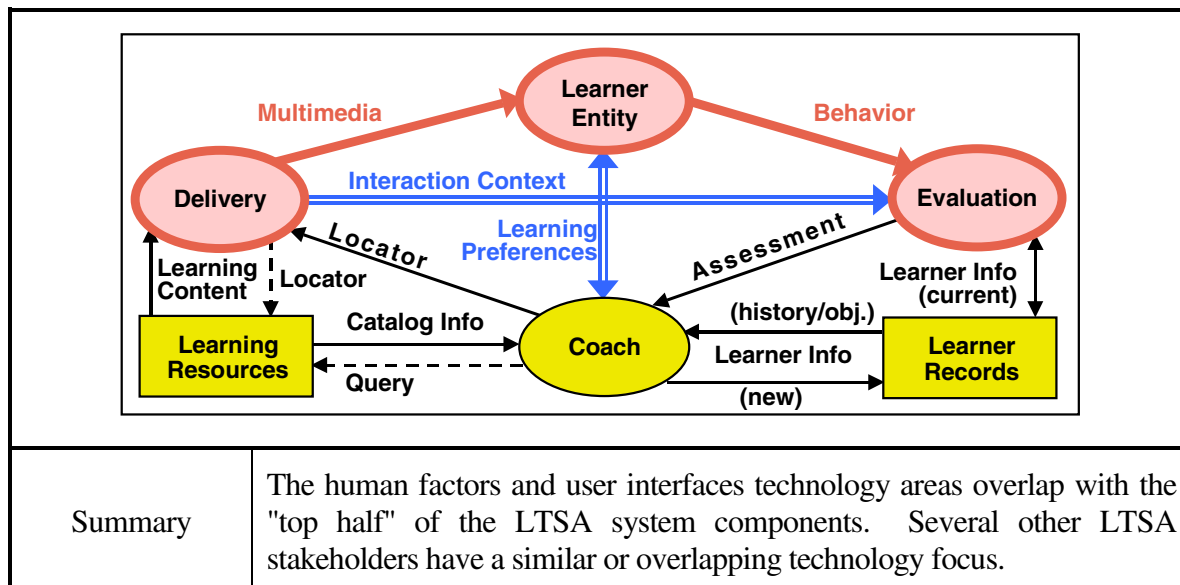 Learner
Entity
Multimedia
Behavior
Delivery
Interaction Context
Evaluation
Learning
Preferences
Locator
Assessment
Learning
Content
Locator
Learner Info
(current)
Catalog Info
(history/obj.)
Learning
Resources
Coach
Learner Info
Learner
Records
Query
(new)
Summary
The human factors and user interfaces technology areas overlap with the
"top half" of the LTSA system components. Several other LTSA
stakeholders have a similar or overlapping technology focus.